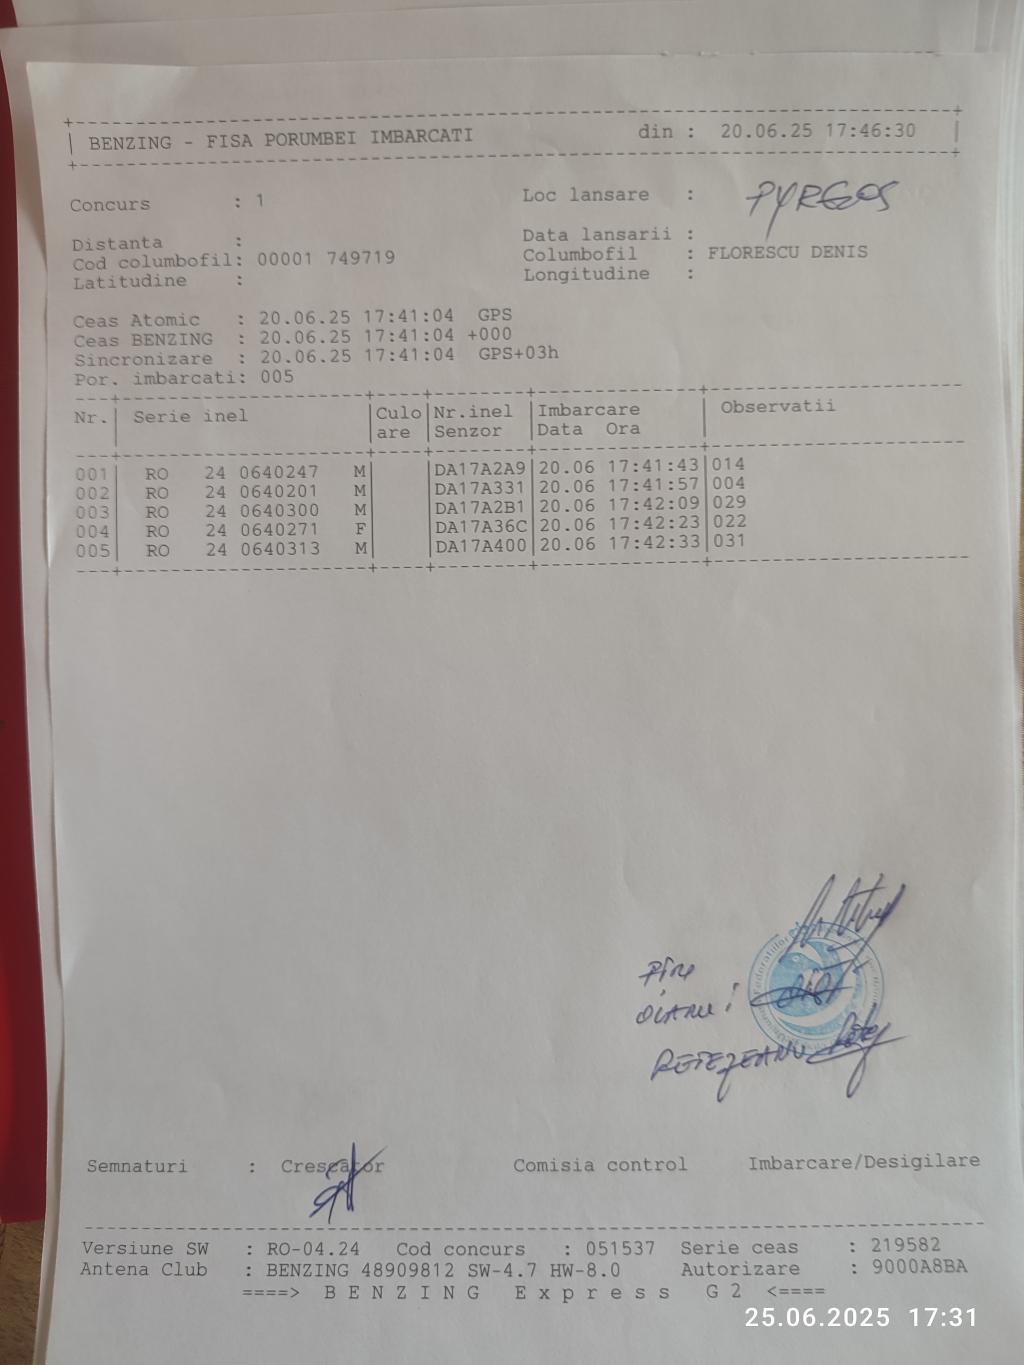 BENZING - FISA PORUMBEI IMBARCATI din : 20.06.25 17:46:30
Concurs : 1 Loc lansare : PYRGOS
Distanta : Data lansarii :
Cod columbofil: 00001 749719 Columbofil : FLORESCU DENIS
Latitudine : Longitudine :
Ceas Atomic : 20.06.25 17:41:04 GPS
Ceas BENZING : 20.06.25 17:41:04 +000
Sincronizare : 20.06.25 17:41:04 GPS+03h
Por. imbarcati: 005
Nr.| Serie inel |Culo|Nr.inel |Imbarcare | Observatii
|are |Senzor |Data Ora |
001| RO 24 0640247 M| |DA17A2A9|20.06 17:41:43|014
002| RO 24 0640201 M| |DA17A331|20.06 17:41:57|004
003| RO 24 0640300 M| |DA17A2B1|20.06 17:42:09|029
004| RO 24 0640271 F| |DA17A36C|20.06 17:42:23|022
005| RO 24 0640313 M| |DA17A400|20.06 17:42:33|031
RETEZEANU
Semnaturi : Crescator Comisia control Imbarcare/Desigilare
Versiune SW : RO-04.24 Cod concurs : 051537 Serie ceas : 219582
Antena Club : BENZING 48909812 SW-4.7 HW-8.0 Autorizare : 9000A8BA
====> B E N Z I N G E x p r e s s G 2 <====
25.06.2025 17:31